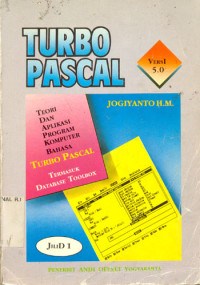 TURBO
PASCAL
VERSI
5.0
JOGIYANTO H.M.
TEORI
DAN
APLIKASI
PROGRAM
KOMPUTER
BAHASA
TURBO PASCAL
TERMASUK
DATABASE TOOLBOX
NAL R.I
JILID 1
PENERBIT ANDI OFFSET YOGYAKARTA